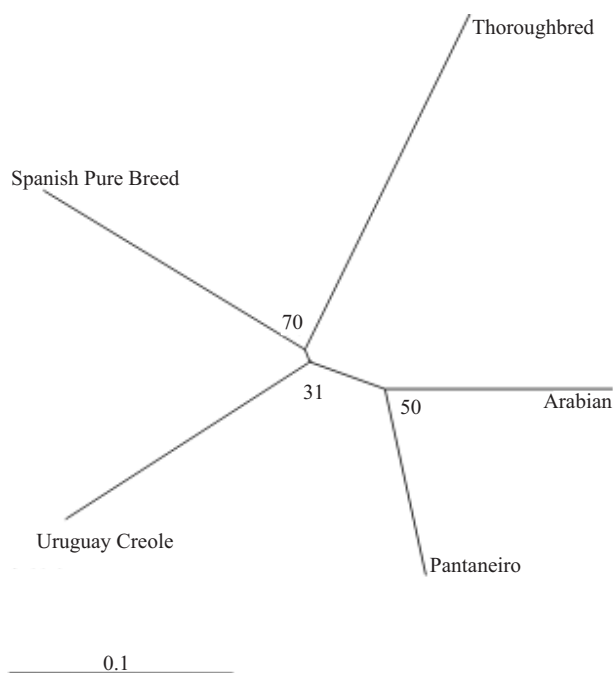 Thoroughbred
Spanish Pure Breed
70
31
50
Arabian
Uruguay Creole
Pantaneiro
0.1